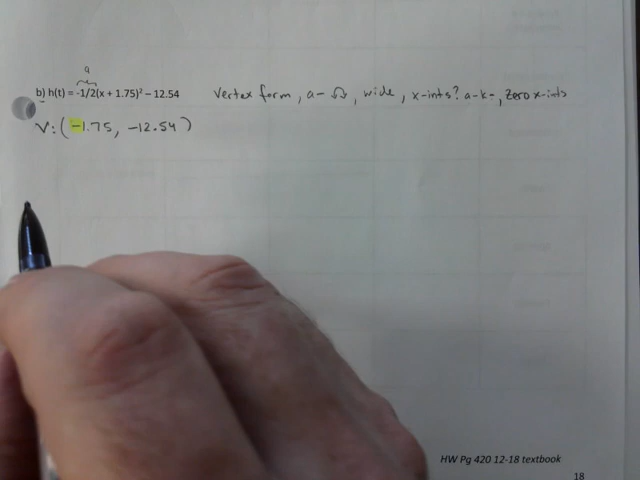 a
b) h(t) = -1/2(x + 1.75)² – 12.54 Vertex form, a- ∩, wide, x-ints? a- k-, zero x-ints
V: (-1.75, -12.54)
HW Pg 420 12-18 textbook
18